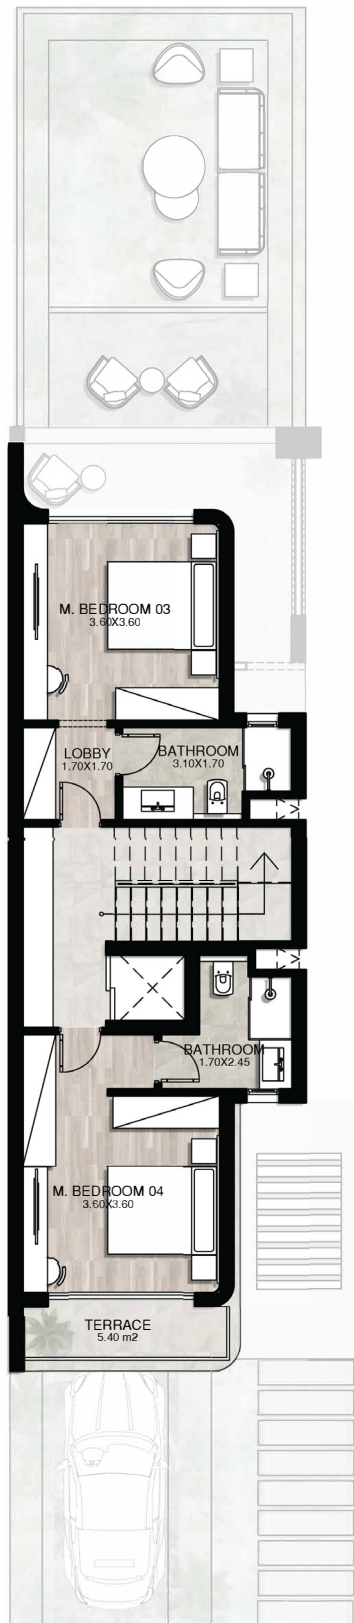 M. BEDROOM 03
3.60X3.60
LOBBY
1.70X1.70
BATHROOM
3.10X1.70
BATHROOM
1.70X2.45
M. BEDROOM 04
3.60X3.60
TERRACE
5.40 m2